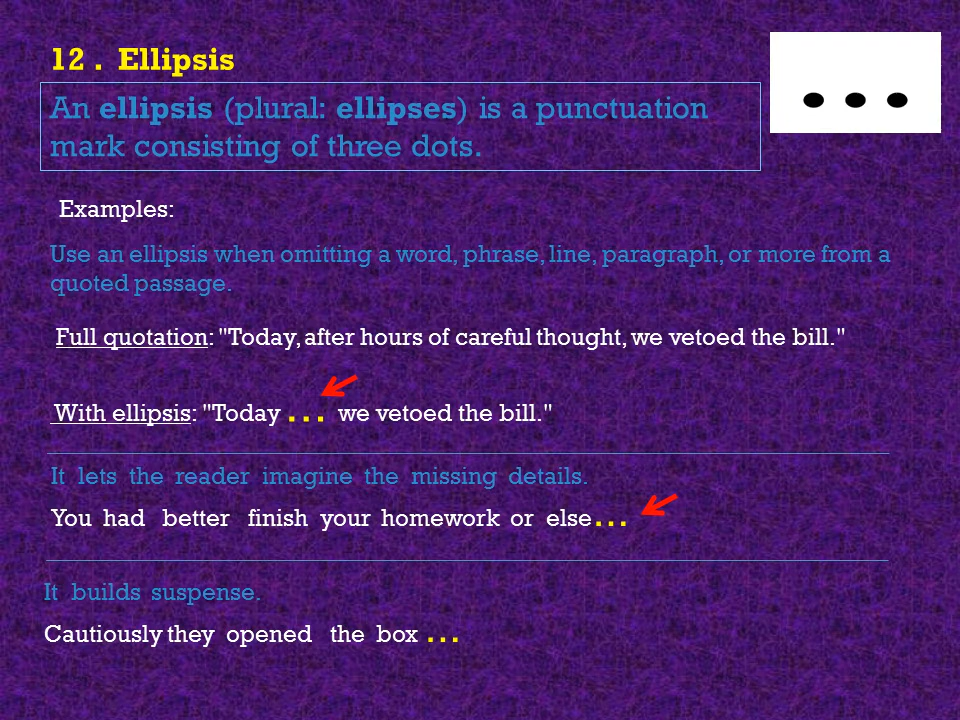 12 . Ellipsis
...
An ellipsis (plural: ellipses) is a punctuation
mark consisting of three dots.
Examples:
Use an ellipsis when omitting a word, phrase, line, paragraph, or more from a
quoted passage.
Full quotation: "Today, after hours of careful thought, we vetoed the bill."
With ellipsis: "Today ... we vetoed the bill."
It lets the reader imagine the missing details.
You had better finish your homework or else...
It builds suspense.
Cautiously they opened the box ...